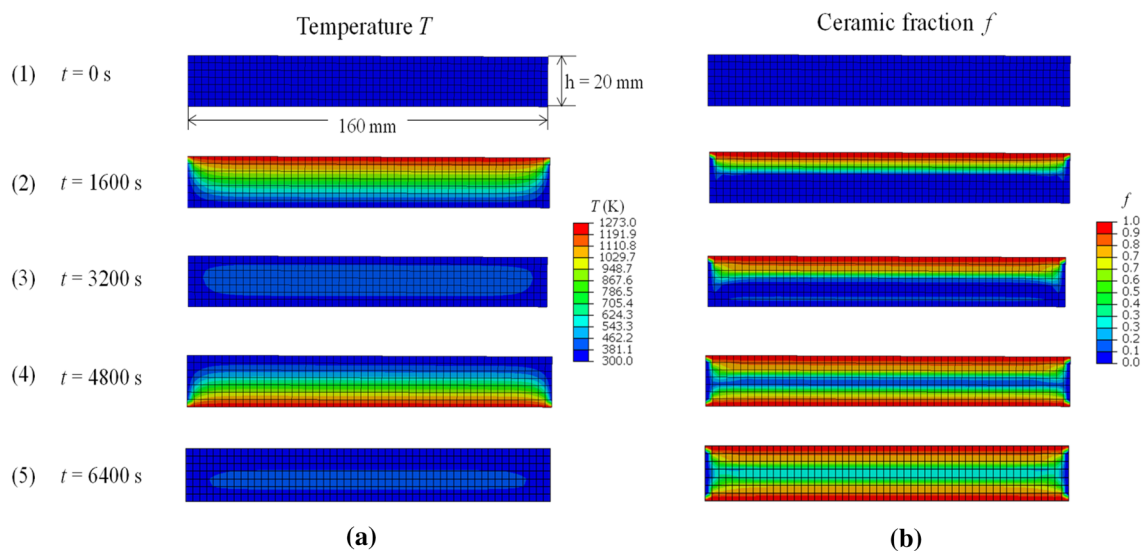 Temperature T
Ceramic fraction f
(1) t = 0 s
h = 20 mm
160 mm
(2) t = 1600 s
T (K)
1273.0
1191.9
1110.8
1029.7
948.7
867.6
786.5
705.4
624.3
543.3
462.2
381.1
300.0
f
1.0
0.9
0.8
0.7
0.6
0.5
0.4
0.3
0.3
0.2
0.1
0.0
(3) t = 3200 s
(4) t = 4800 s
(5) t = 6400 s
(a)
(b)